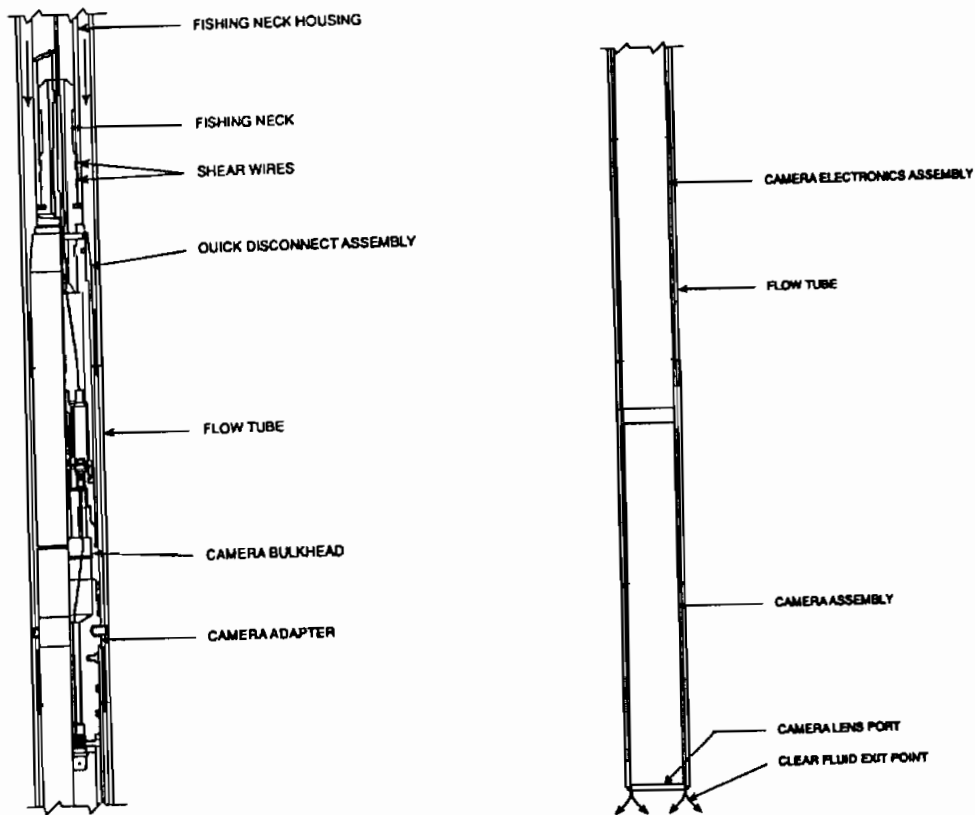 FISHING NECK HOUSING
FISHING NECK
SHEAR WIRES
QUICK DISCONNECT ASSEMBLY
FLOW TUBE
CAMERA BULKHEAD
CAMERA ADAPTER
CAMERA ELECTRONICS ASSEMBLY
FLOW TUBE
CAMERA ASSEMBLY
CAMERA LENS PORT
CLEAR FLUID EXIT POINT